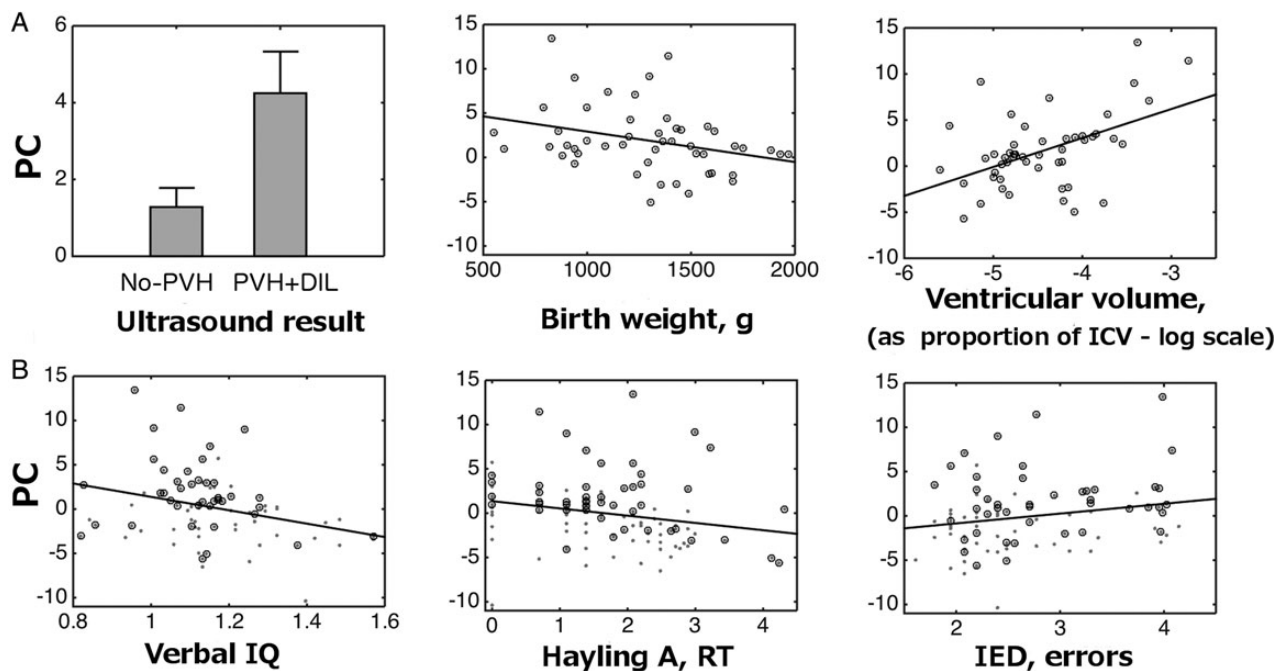 A
6
4
2
0
PC
No-PVH PVH+DIL
Ultrasound result
15
10
5
0
-5
-10
500 1000 1500 2000
Birth weight, g
15
10
5
0
-5
-10
-6 -5 -4 -3
Ventricular volume,
(as proportion of ICV - log scale)
B
15
10
5
0
-5
-10
PC
0.8 1 1.2 1.4 1.6
Verbal IQ
15
10
5
0
-5
-10
0 1 2 3 4
Hayling A, RT
15
10
5
0
-5
-10
2 3 4
IED, errors